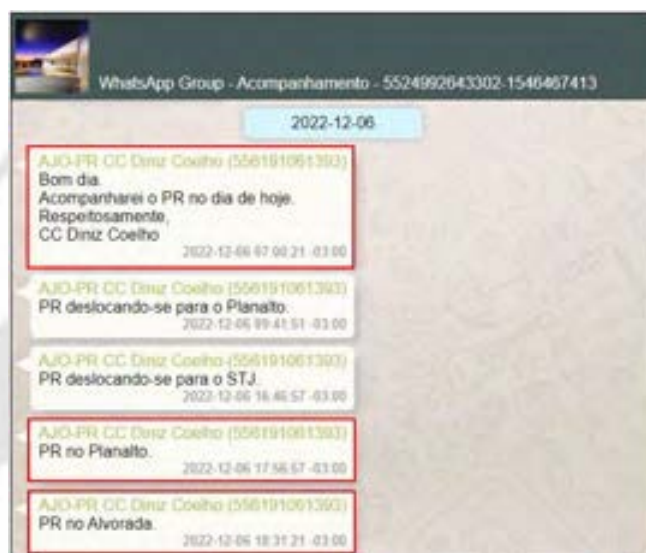 WhatsApp Group - Acompanhamento - 5524992643302-1546467413
2022-12-06
AJO-PR CC Diniz Coelho (556191061393)
Bom dia.
Acompanharei o PR no dia de hoje.
Respeitosamente,
CC Diniz Coelho
2022-12-06 07:00:21 -03:00
AJO-PR CC Diniz Coelho (556191061393)
PR deslocando-se para o Planalto.
2022-12-06 09:41:51 -03:00
AJO-PR CC Diniz Coelho (556191061393)
PR deslocando-se para o STJ.
2022-12-06 16:46:57 -03:00
AJO-PR CC Diniz Coelho (556191061393)
PR no Planalto.
2022-12-06 17:56:57 -03:00
AJO-PR CC Diniz Coelho (556191061393)
PR no Alvorada.
2022-12-06 18:31:21 -03:00